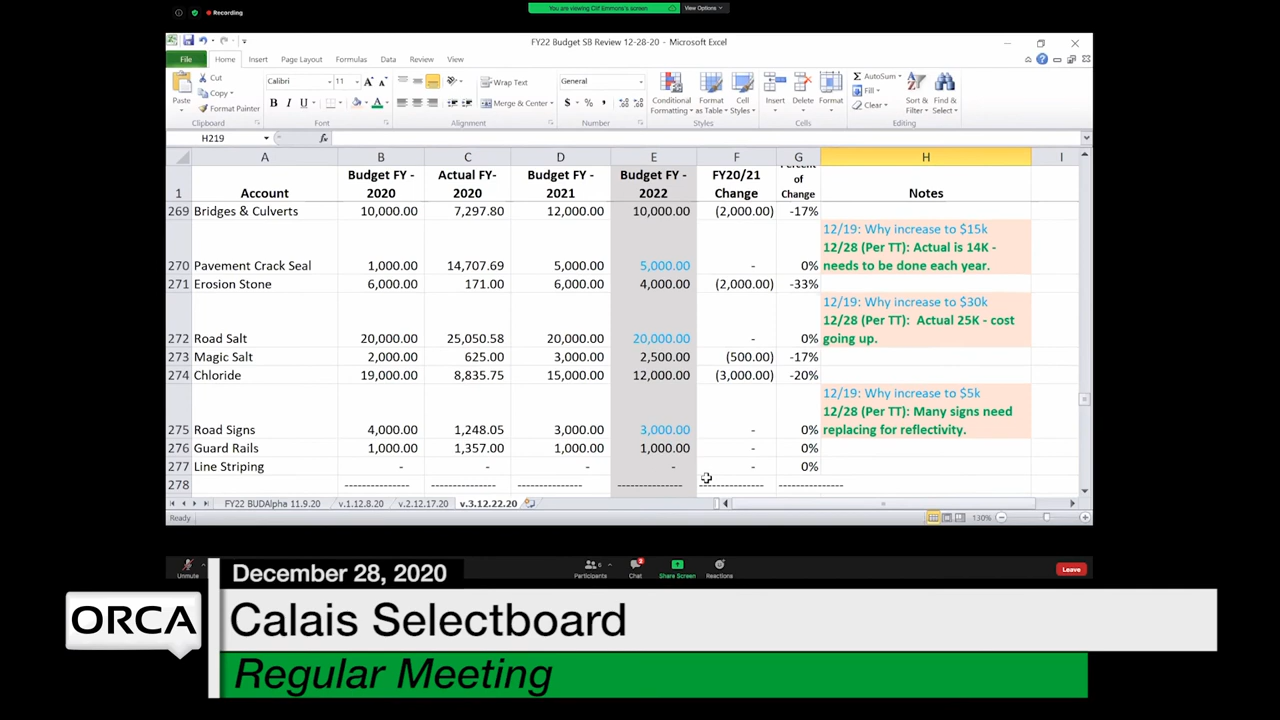 Recording
You are viewing Clif Emmons's screen
View Options
FY22 Budget SB Review 12-28-20 - Microsoft Excel
File Home Insert Page Layout Formulas Data Review View
Cut
Copy
Format Painter
Paste
Clipboard
Calibri 11
B I U
Font
Wrap Text
Merge & Center
Alignment
General
$ % ,
Number
Conditional Formatting
Format as Table
Cell Styles
Styles
Insert Delete Format
Cells
AutoSum
Fill
Clear
Sort & Filter
Find & Select
Editing
H219 fx
A B C D E F G H I
1 Account Budget FY - 2020 Actual FY- 2020 Budget FY - 2021 Budget FY - 2022 FY20/21 Change Percent of Change Notes
269 Bridges & Culverts 10,000.00 7,297.80 12,000.00 10,000.00 (2,000.00) -17%
270 Pavement Crack Seal 1,000.00 14,707.69 5,000.00 5,000.00 - 0% 12/19: Why increase to $15k
12/28 (Per TT): Actual is 14K -
needs to be done each year.
271 Erosion Stone 6,000.00 171.00 6,000.00 4,000.00 (2,000.00) -33%
272 Road Salt 20,000.00 25,050.58 20,000.00 20,000.00 - 0% 12/19: Why increase to $30k
12/28 (Per TT): Actual 25K - cost
going up.
273 Magic Salt 2,000.00 625.00 3,000.00 2,500.00 (500.00) -17%
274 Chloride 19,000.00 8,835.75 15,000.00 12,000.00 (3,000.00) -20%
275 Road Signs 4,000.00 1,248.05 3,000.00 3,000.00 - 0% 12/19: Why increase to $5k
12/28 (Per TT): Many signs need
replacing for reflectivity.
276 Guard Rails 1,000.00 1,357.00 1,000.00 1,000.00 - 0%
277 Line Striping - - - - - 0%
278 -------------- -------------- -------------- -------------- -------------- --------------
FY22 BUDAlpha 11.9.20 v.1.12.8.20 v.2.12.17.20 v.3.12.22.20
Ready 130%
Unmute Participants 6 Chat Share Screen Reactions Leave
December 28, 2020
ORCA
Calais Selectboard
Regular Meeting